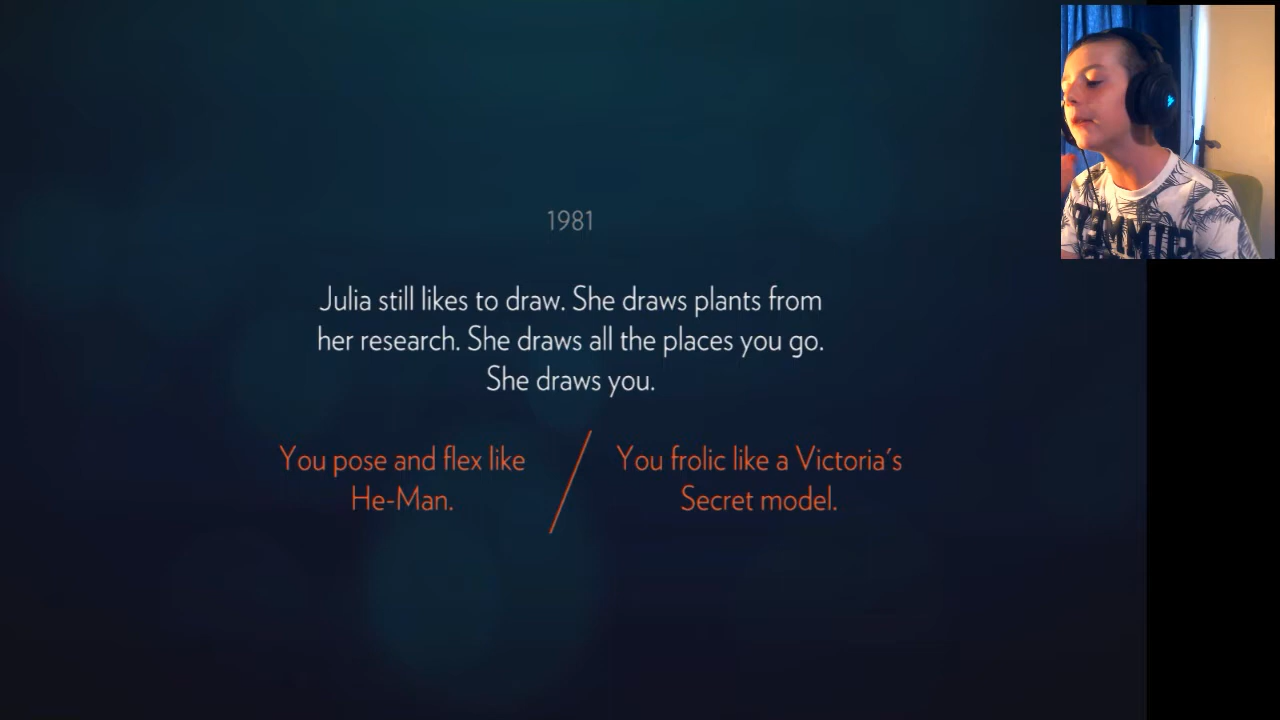 1981
Julia still likes to draw. She draws plants from
her research. She draws all the places you go.
She draws you.
You pose and flex like
He-Man.
You frolic like a Victoria's
Secret model.